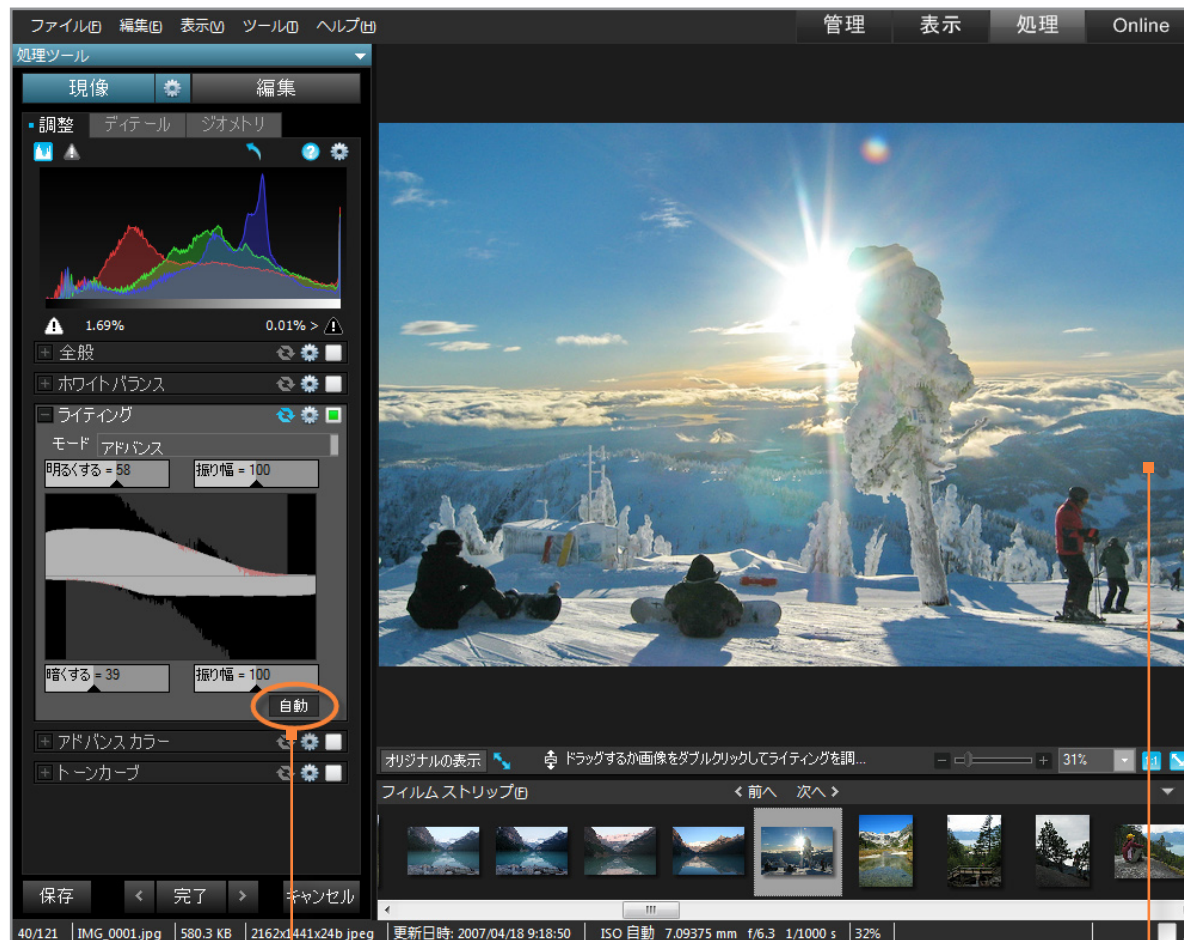 ファイル(F) 編集(E) 表示(V) ツール(T) ヘルプ(H)
管理 表示 処理 Online
処理ツール
現像 編集
調整 ディテール ジオメトリ
1.69% 0.01% >
全般
ホワイト バランス
ライティング
モード アドバンス
明るくする = 58 振り幅 = 100
暗くする = 39 振り幅 = 100
自動
アドバンス カラー
トーン カーブ
保存 < 完了 > キャンセル
オリジナルの表示 ドラッグするか画像をダブルクリックしてライティングを調... 31% 1:1
フィルム ストリップ(F) < 前へ 次へ >
40/121 IMG_0001.jpg 580.3 KB 2162x1441x24b jpeg 更新日時: 2007/04/18 9:18:50 ISO 自動 7.09375 mm f/6.3 1/1000 s 32%